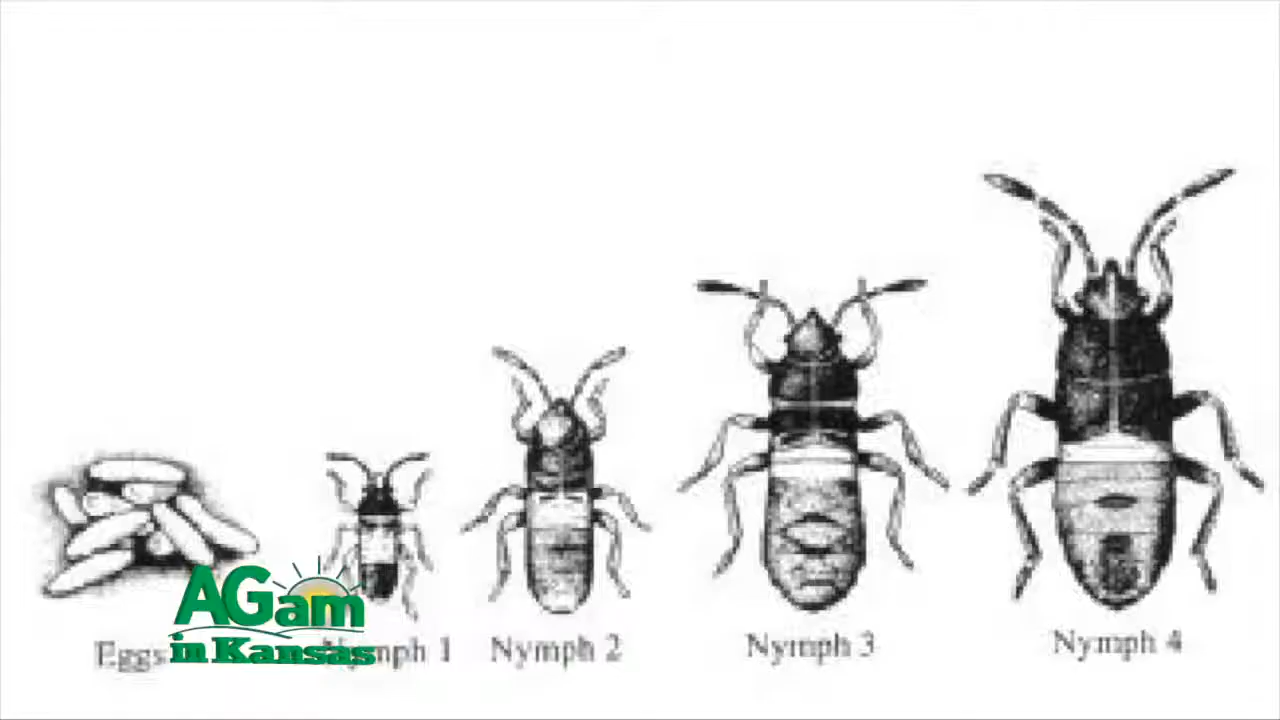 AGam
in Kansas
Eggs
Nymph 1
Nymph 2
Nymph 3
Nymph 4